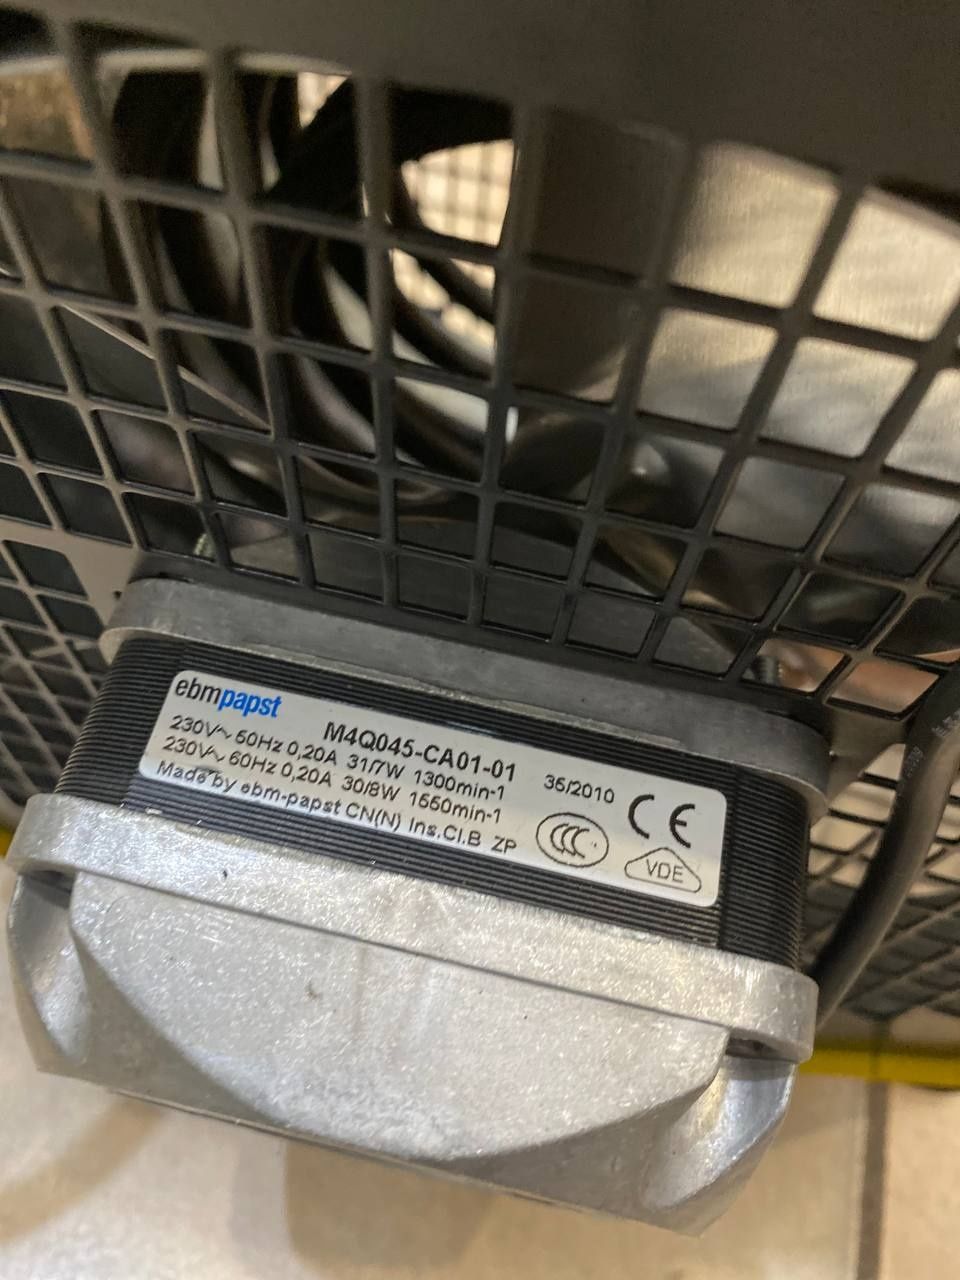 ebmpapst
M4Q045-CA01-01 35/2010
230V~ 50Hz 0,20A 31/7W 1300min-1
230V~ 60Hz 0,20A 30/8W 1550min-1
Made by ebm-papst CN(N) Ins.Cl.B ZP
CCC
CE
VDE